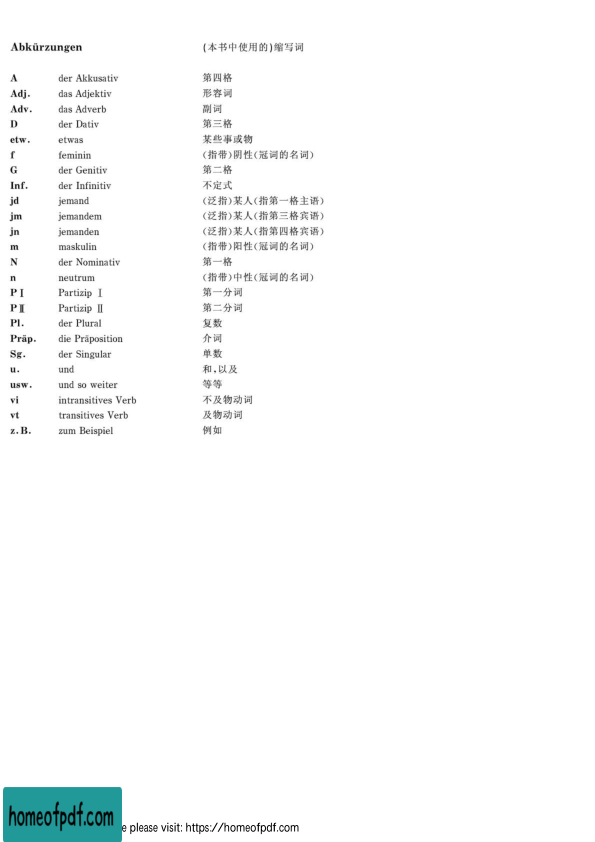 Abkürzungen (本书中使用的)缩写词
A der Akkusativ 第四格
Adj. das Adjektiv 形容词
Adv. das Adverb 副词
D der Dativ 第三格
etw. etwas 某些事或物
f feminin (指带)阴性(冠词的名词)
G der Genitiv 第二格
Inf. der Infinitiv 不定式
jd jemand (泛指)某人(指第一格主语)
jm jemandem (泛指)某人(指第三格宾语)
jn jemanden (泛指)某人(指第四格宾语)
m maskulin (指带)阳性(冠词的名词)
N der Nominativ 第一格
n neutrum (指带)中性(冠词的名词)
PⅠ Partizip Ⅰ 第一分词
PⅡ Partizip Ⅱ 第二分词
Pl. der Plural 复数
Präp. die Präposition 介词
Sg. der Singular 单数
u. und 和,以及
usw. und so weiter 等等
vi intransitives Verb 不及物动词
vt transitives Verb 及物动词
z.B. zum Beispiel 例如
homeofpdf.com
e please visit: https://homeofpdf.com